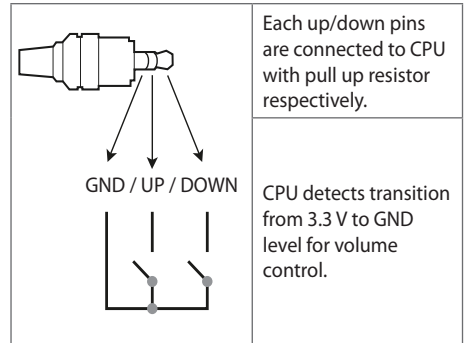 Each up/down pins
are connected to CPU
with pull up resistor
respectively.
GND / UP / DOWN
CPU detects transition
from 3.3 V to GND
level for volume
control.